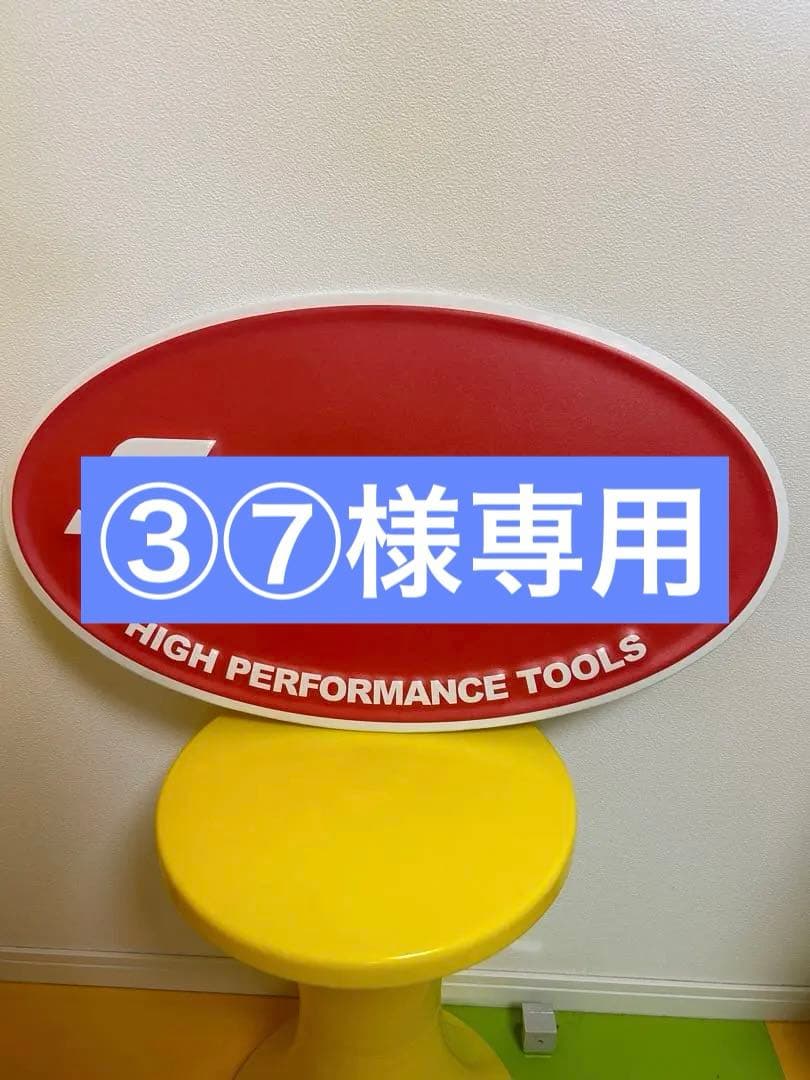 ③⑦様専用
HIGH PERFORMANCE TOOLS